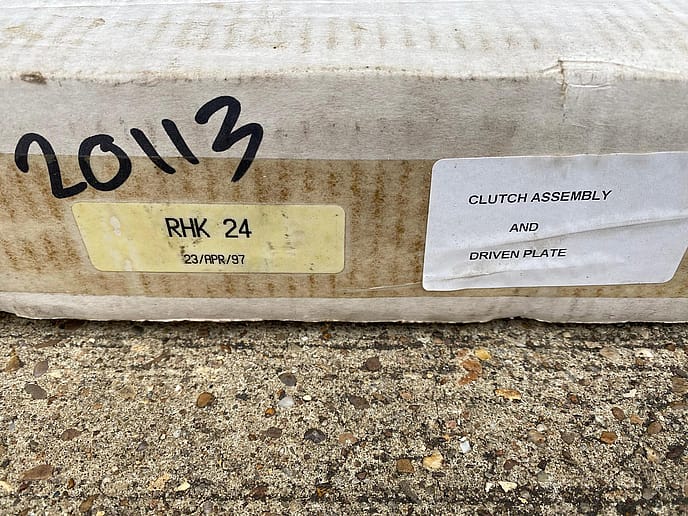 20113
RHK 24
23/APR/97
CLUTCH ASSEMBLY
AND
DRIVEN PLATE